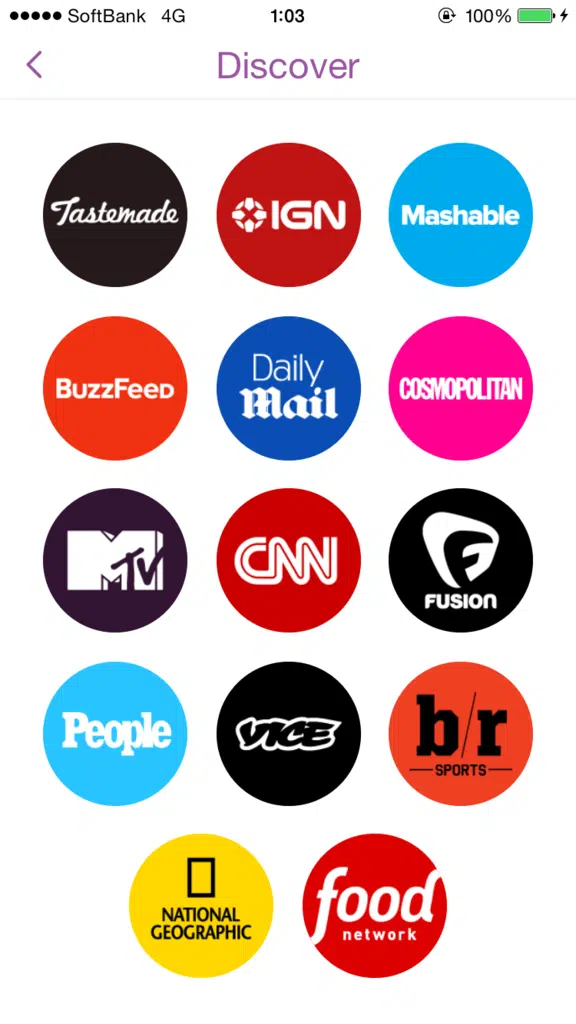 SoftBank 4G 1:03 100%
Discover
Tastemade
IGN
Mashable
BuzzFeed
Daily
Mail
COSMOPOLITAN
MTV
CNN
F
FUSION
People
VICE
b/r
SPORTS
NATIONAL
GEOGRAPHIC
food
network